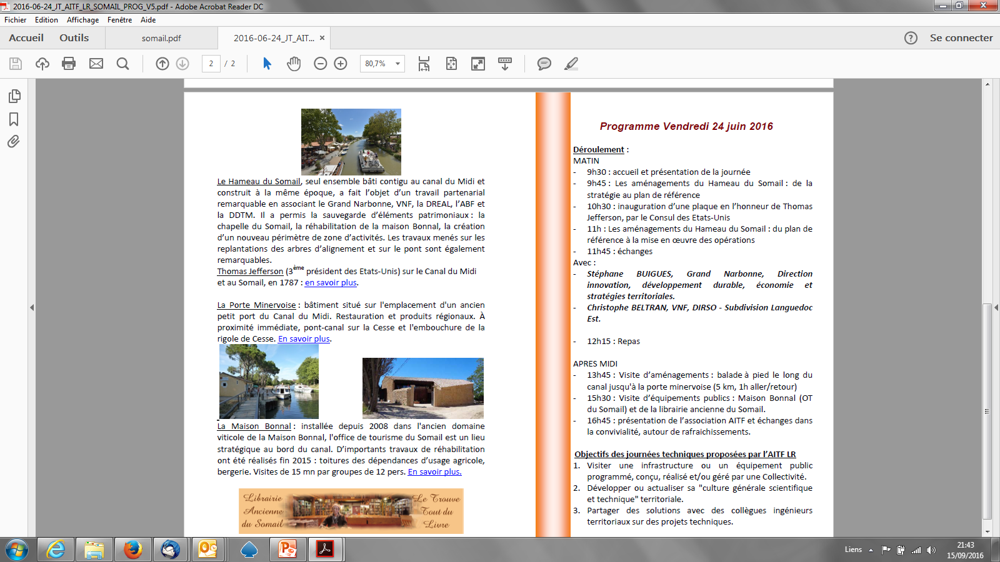 2016-06-24_JT_AITF_LR_SOMAIL_PROG_V5.pdf - Adobe Acrobat Reader DC
Fichier Edition Affichage Fenêtre Aide
Accueil Outils somail.pdf 2016-06-24_JT_AIT... × Se connecter
2 / 2 80,7%
Le Hameau du Somail, seul ensemble bâti contigu au canal du Midi et
construit à la même époque, a fait l’objet d’un travail partenarial
remarquable en associant le Grand Narbonne, VNF, la DREAL, l’ABF et
la DDTM. Il a permis la sauvegarde d’éléments patrimoniaux : la
chapelle du Somail, la réhabilitation de la maison Bonnal, la création
d’un nouveau périmètre de zone d’activités. Les travaux menés sur les
replantations des arbres d’alignement et sur le pont sont également
remarquables.
Thomas Jefferson (3ème président des Etats-Unis) sur le Canal du Midi
et au Somail, en 1787 : en savoir plus.
La Porte Minervoise : bâtiment situé sur l'emplacement d'un ancien
petit port du Canal du Midi. Restauration et produits régionaux. À
proximité immédiate, pont-canal sur la Cesse et l'embouchure de la
rigole de Cesse. En savoir plus.
La Maison Bonnal : installée depuis 2008 dans l'ancien domaine
viticole de la Maison Bonnal, l'office de tourisme du Somail est un lieu
stratégique au bord du canal. D’importants travaux de réhabilitation
ont été réalisés fin 2015 : toitures des dépendances d’usage agricole,
bergerie. Visites de 15 mn par groupes de 12 pers. En savoir plus.
Librairie
Ancienne
du Somail
Le Trouve
Tout du
Livre
Programme Vendredi 24 juin 2016
Déroulement :
MATIN
- 9h30 : accueil et présentation de la journée
- 9h45 : Les aménagements du Hameau du Somail : de la
stratégie au plan de référence
- 10h30 : inauguration d’une plaque en l’honneur de Thomas
Jefferson, par le Consul des Etats-Unis
- 11h : Les aménagements du Hameau du Somail : du plan de
référence à la mise en œuvre des opérations
- 11h45 : échanges
Avec :
- Stéphane BUIGUES, Grand Narbonne, Direction
innovation, développement durable, économie et
stratégies territoriales.
- Christophe BELTRAN, VNF, DIRSO - Subdivision Languedoc
Est.
- 12h15 : Repas
APRES MIDI
- 13h45 : Visite d’aménagements : balade à pied le long du
canal jusqu'à la porte minervoise (5 km, 1h aller/retour)
- 15h30 : Visite d’équipements publics : Maison Bonnal (OT
du Somail) et de la librairie ancienne du Somail.
- 16h45 : présentation de l’association AITF et échanges dans
la convivialité, autour de rafraichissements.
Objectifs des journées techniques proposées par l’AITF LR
1. Visiter une infrastructure ou un équipement public
programmé, conçu, réalisé et/ou géré par une Collectivité.
2. Développer ou actualiser sa "culture générale scientifique
et technique" territoriale.
3. Partager des solutions avec des collègues ingénieurs
territoriaux sur des projets techniques.
Liens
21:43
15/09/2016